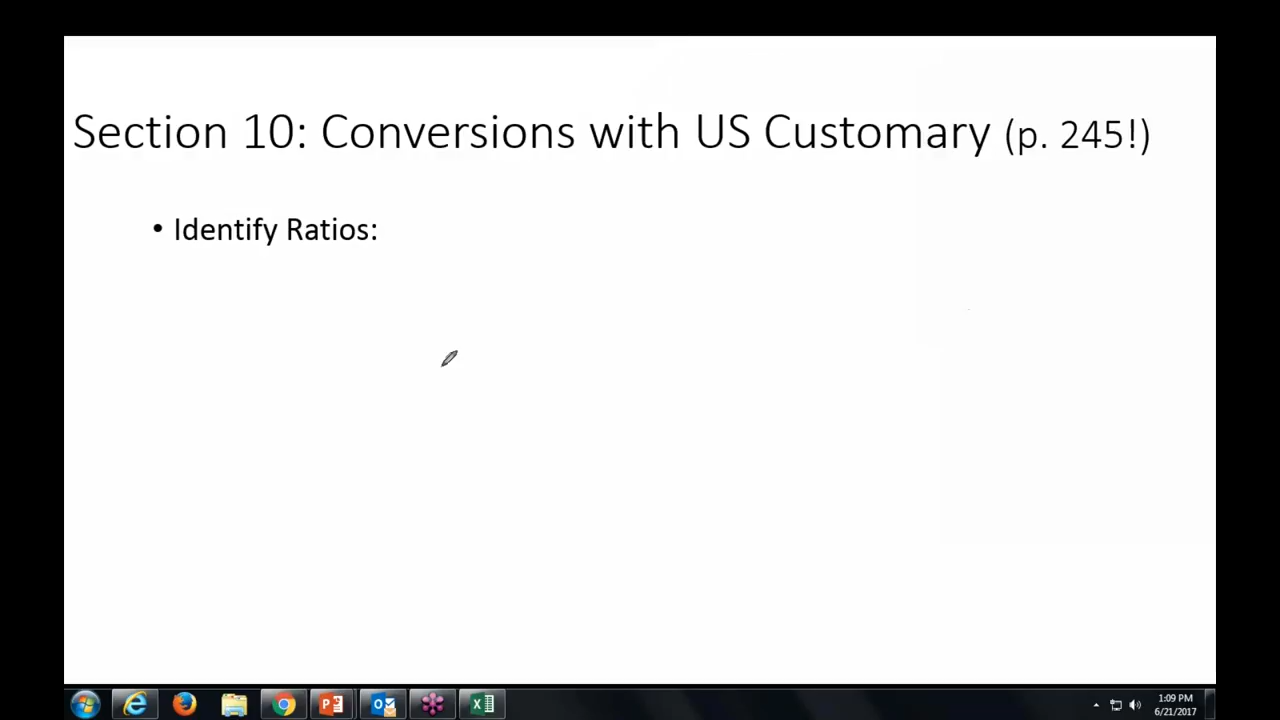 Section 10: Conversions with US Customary (p. 245!)
• Identify Ratios:
1:09 PM
6/21/2017